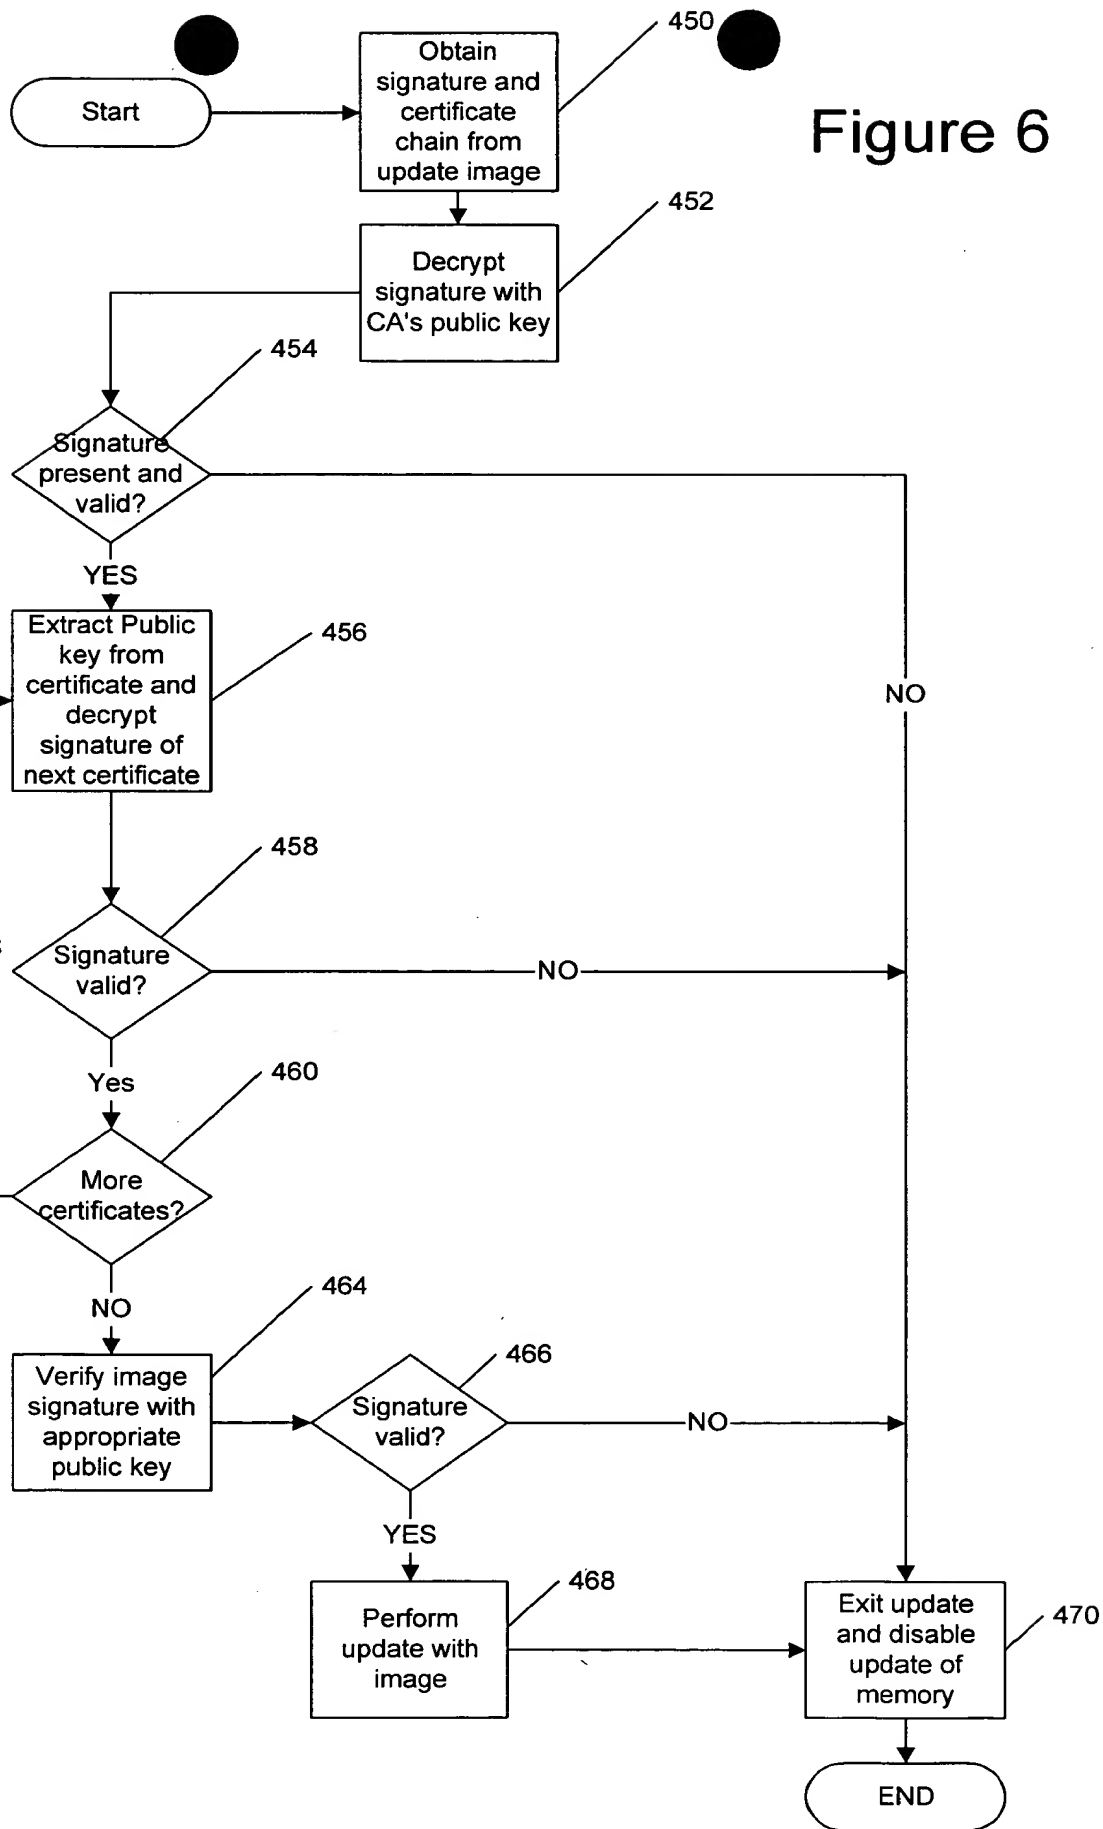 450
Obtain
signature and
certificate
chain from
update image
Start
Figure 6
452
Decrypt
signature with
CA's public key
454
Signature
present and
valid?
YES
Extract Public
key from
certificate and
decrypt
signature of
next certificate
456
NO
458
Signature
valid?
NO
Yes
460
More
certificates?
NO
464
Verify image
signature with
appropriate
public key
466
Signature
valid?
NO
YES
468
Perform
update with
image
Exit update
and disable
update of
memory
470
END